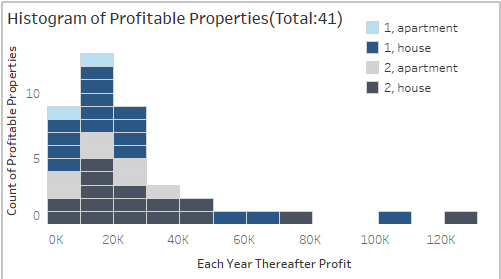 Histogram of Profitable Properties(Total:41)
1, apartment
1, house
2, apartment
2, house
Count of Profitable Properties
10
5
0
0K 20K 40K 60K 80K 100K 120K
Each Year Thereafter Profit